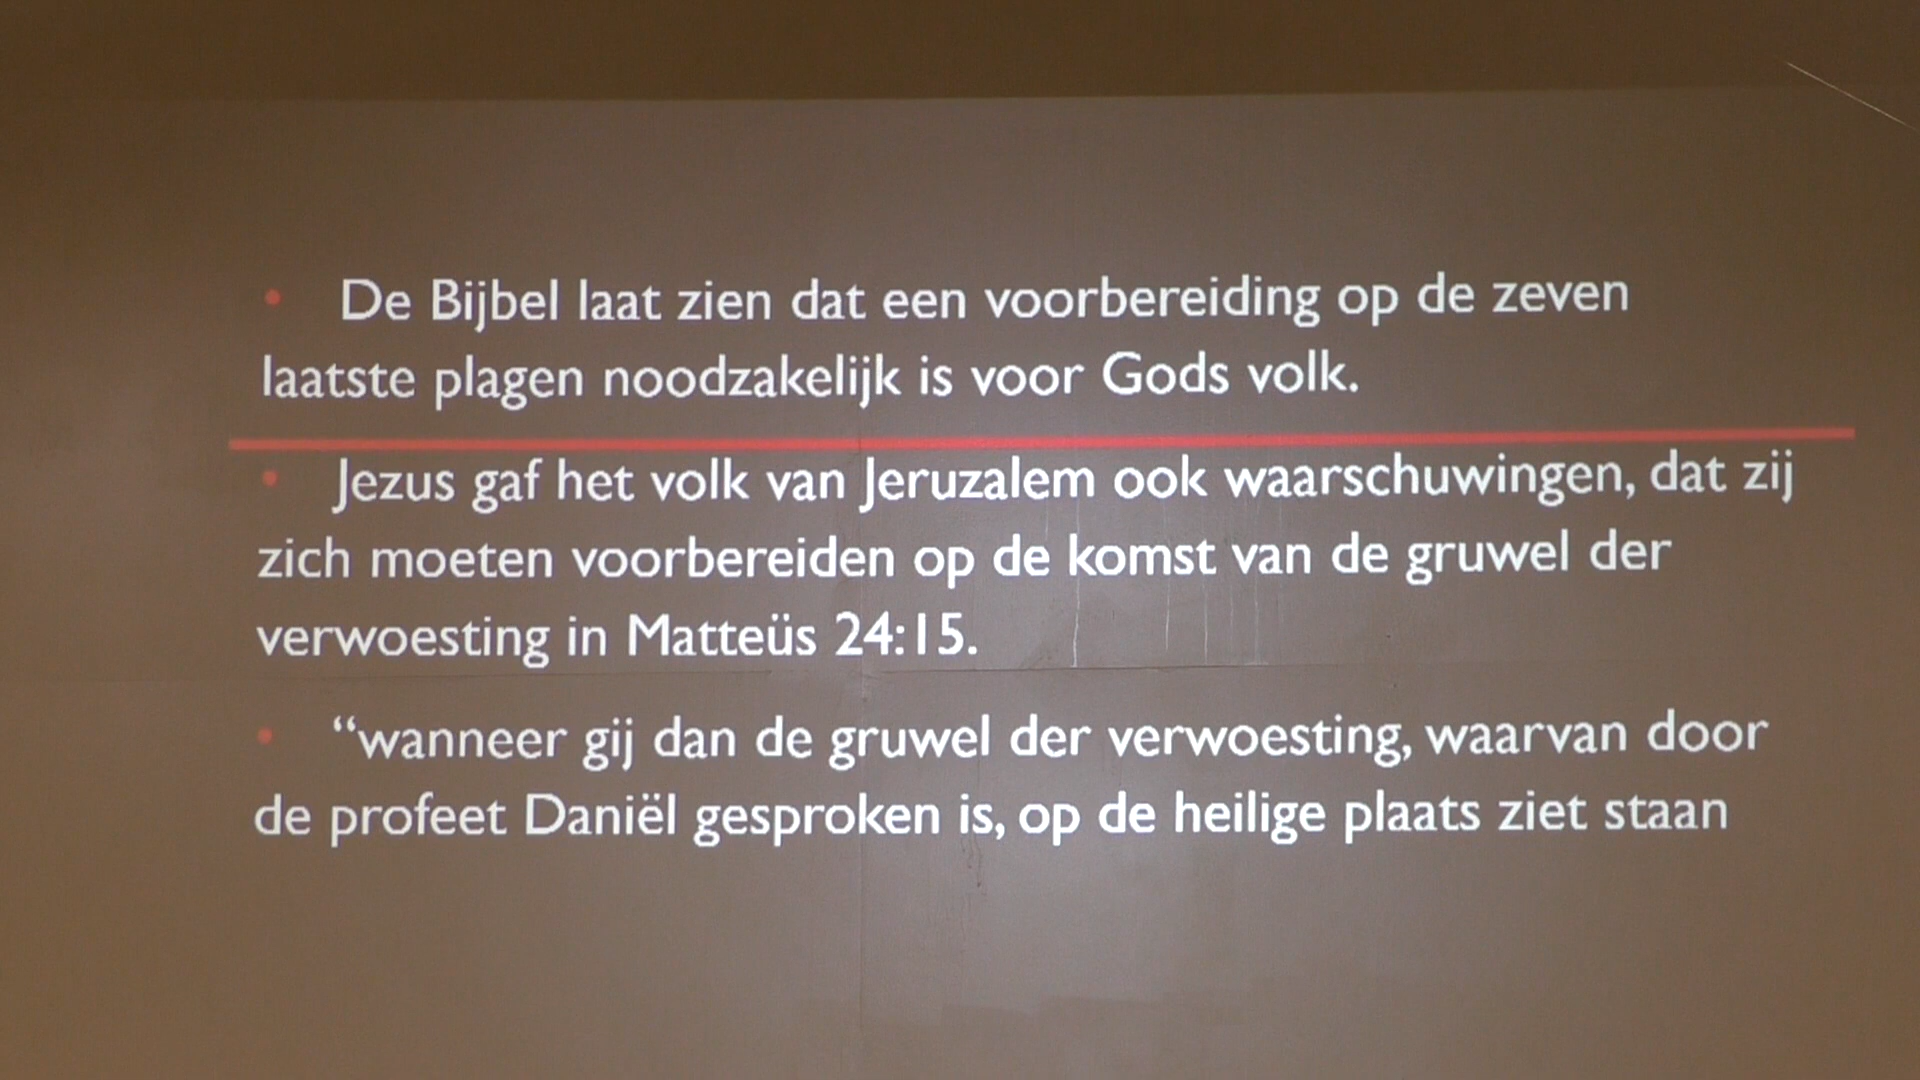 • De Bijbel laat zien dat een voorbereiding op de zeven
laatste plagen noodzakelijk is voor Gods volk.
• Jezus gaf het volk van Jeruzalem ook waarschuwingen, dat zij
zich moeten voorbereiden op de komst van de gruwel der
verwoesting in Matteüs 24:15.
• “wanneer gij dan de gruwel der verwoesting, waarvan door
de profeet Daniël gesproken is, op de heilige plaats ziet staan